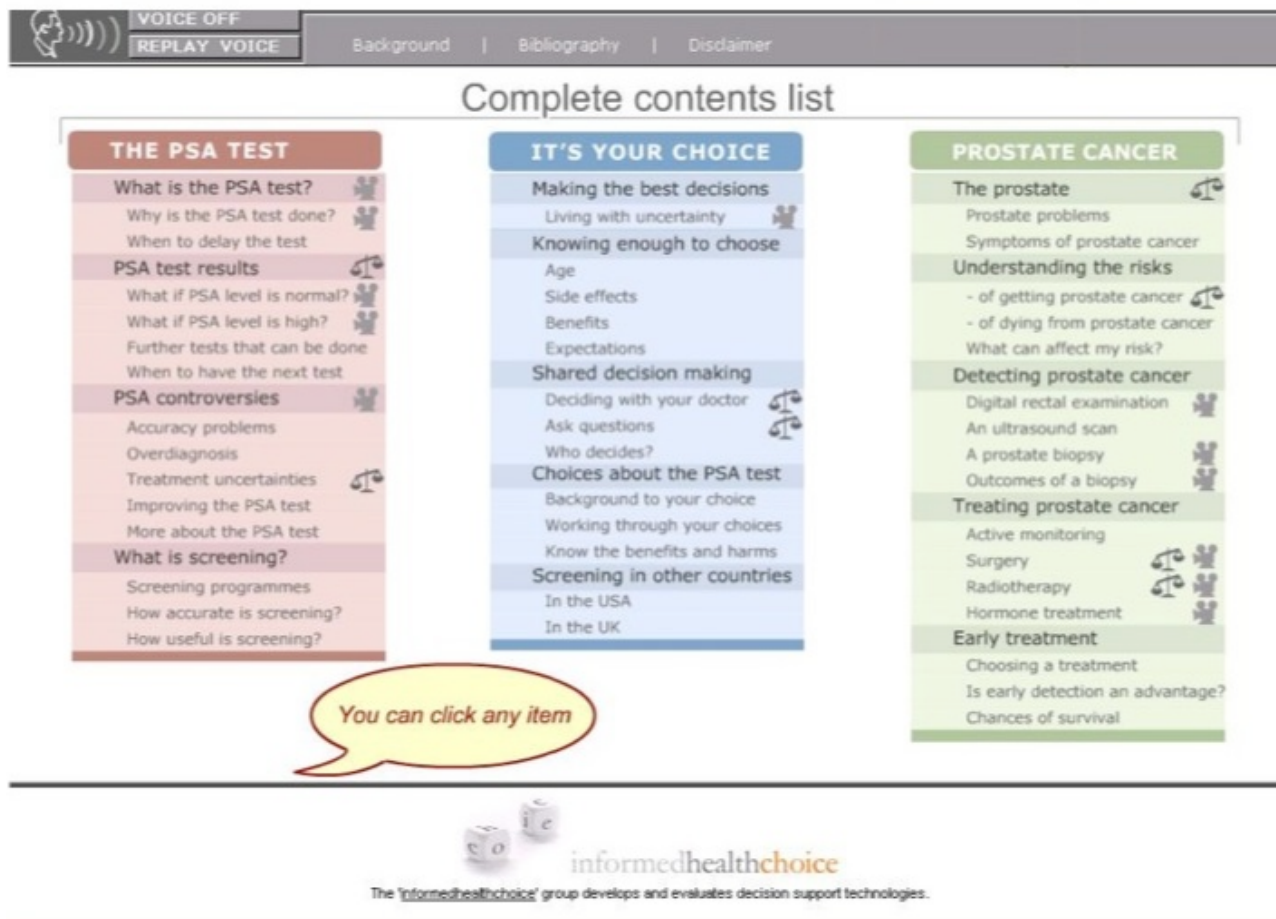 VOICE OFF
REPLAY VOICE
Background | Bibliography | Disclaimer
Complete contents list
THE PSA TEST
What is the PSA test?
Why is the PSA test done?
When to delay the test
PSA test results
What if PSA level is normal?
What if PSA level is high?
Further tests that can be done
When to have the next test
PSA controversies
Accuracy problems
Overdiagnosis
Treatment uncertainties
Improving the PSA test
More about the PSA test
What is screening?
Screening programmes
How accurate is screening?
How useful is screening?
IT'S YOUR CHOICE
Making the best decisions
Living with uncertainty
Knowing enough to choose
Age
Side effects
Benefits
Expectations
Shared decision making
Deciding with your doctor
Ask questions
Who decides?
Choices about the PSA test
Background to your choice
Working through your choices
Know the benefits and harms
Screening in other countries
In the USA
In the UK
PROSTATE CANCER
The prostate
Prostate problems
Symptoms of prostate cancer
Understanding the risks
- of getting prostate cancer
- of dying from prostate cancer
What can affect my risk?
Detecting prostate cancer
Digital rectal examination
An ultrasound scan
A prostate biopsy
Outcomes of a biopsy
Treating prostate cancer
Active monitoring
Surgery
Radiotherapy
Hormone treatment
Early treatment
Choosing a treatment
Is early detection an advantage?
Chances of survival
You can click any item
informedhealthchoice
The 'informedhealthchoice' group develops and evaluates decision support technologies.